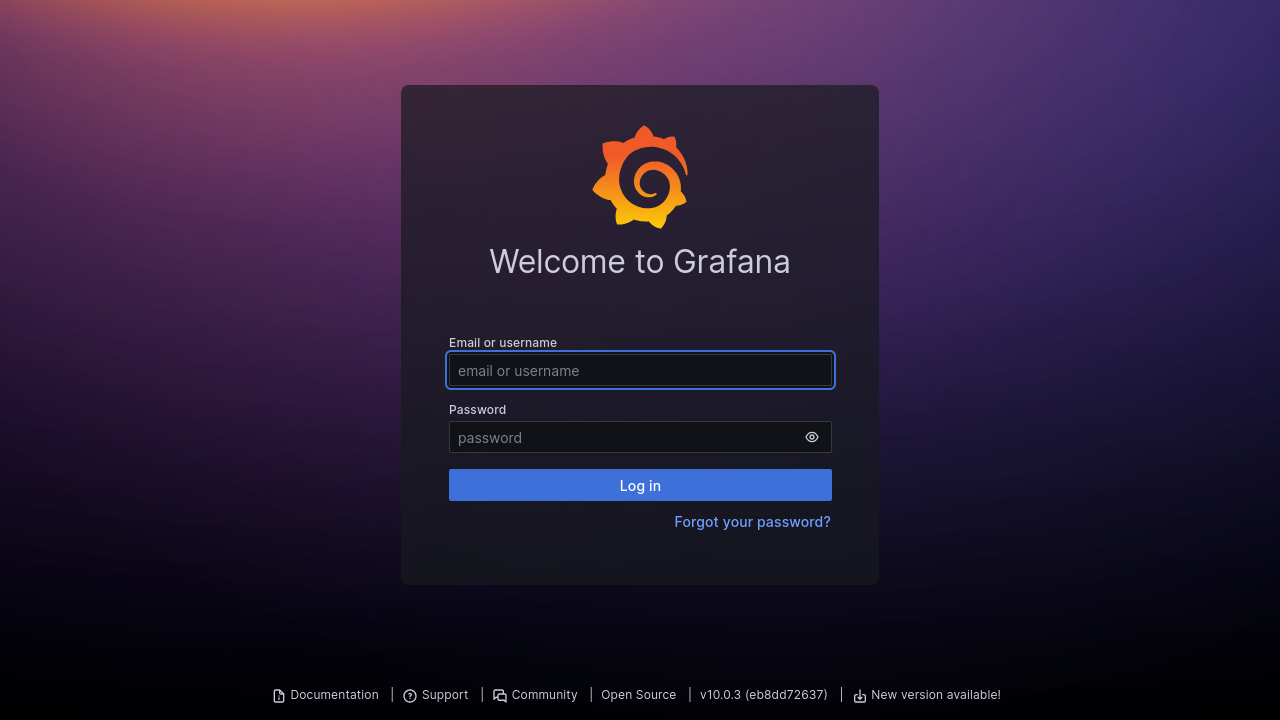 Welcome to Grafana
Email or username
email or username
Password
password
Log in
Forgot your password?
Documentation | Support | Community | Open Source | v10.0.3 (eb8dd72637) | New version available!